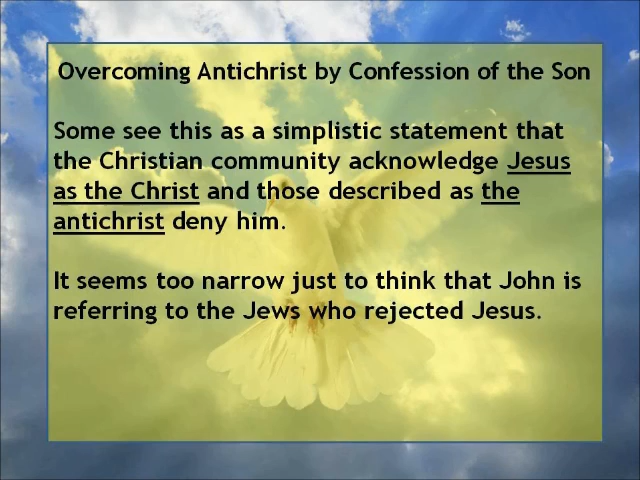 Overcoming Antichrist by Confession of the Son
Some see this as a simplistic statement that
the Christian community acknowledge Jesus
as the Christ and those described as the
antichrist deny him.
It seems too narrow just to think that John is
referring to the Jews who rejected Jesus.